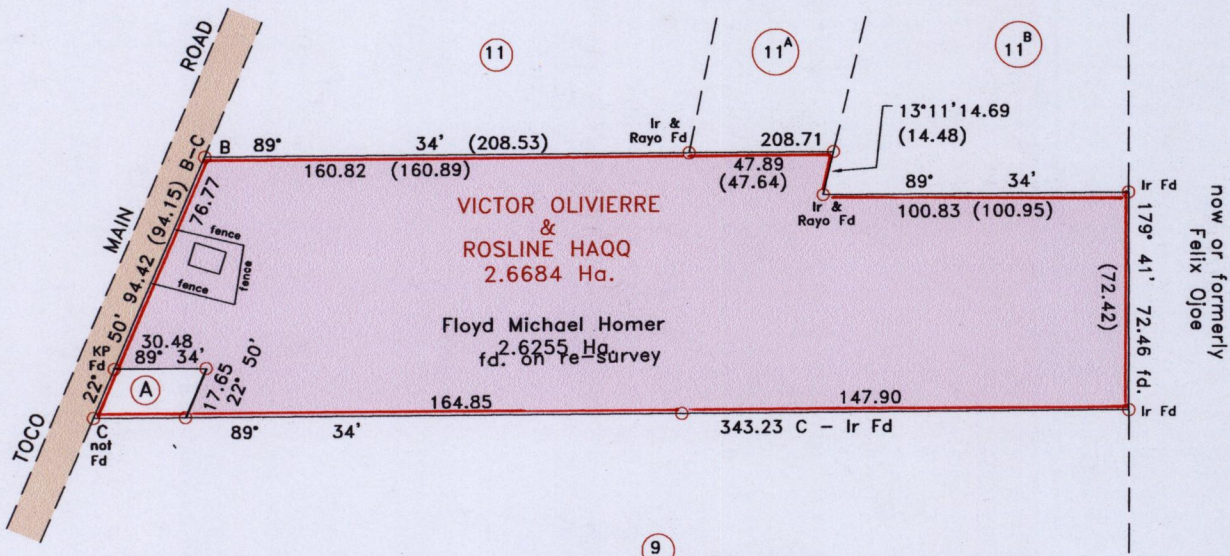 11
11A
11B
ROAD
MAIN
TOCO
B-C
B
89°
34' (208.53)
Ir &
Rayo Fd
208.71
13°11'14.69
(14.48)
160.82 (160.89)
47.89
(47.64)
89° 34'
Ir Fd
Ir &
Rayo Fd
100.83 (100.95)
22° 50' 94.42 (94.15)
76.77
VICTOR OLIVIERRE
&
ROSLINE HAQQ
2.6684 Ha.
fence
fence
fence
179° 41' 72.46 fd.
(72.42)
now or formerly
Felix Ojoe
Floyd Michael Homer
2.6255 Ha
fd. on re-survey
30.48
89° 34'
KP
Fd
A
17.65
22° 50'
164.85
147.90
C
not
Fd
89° 34'
343.23 C - Ir Fd
Ir Fd
9